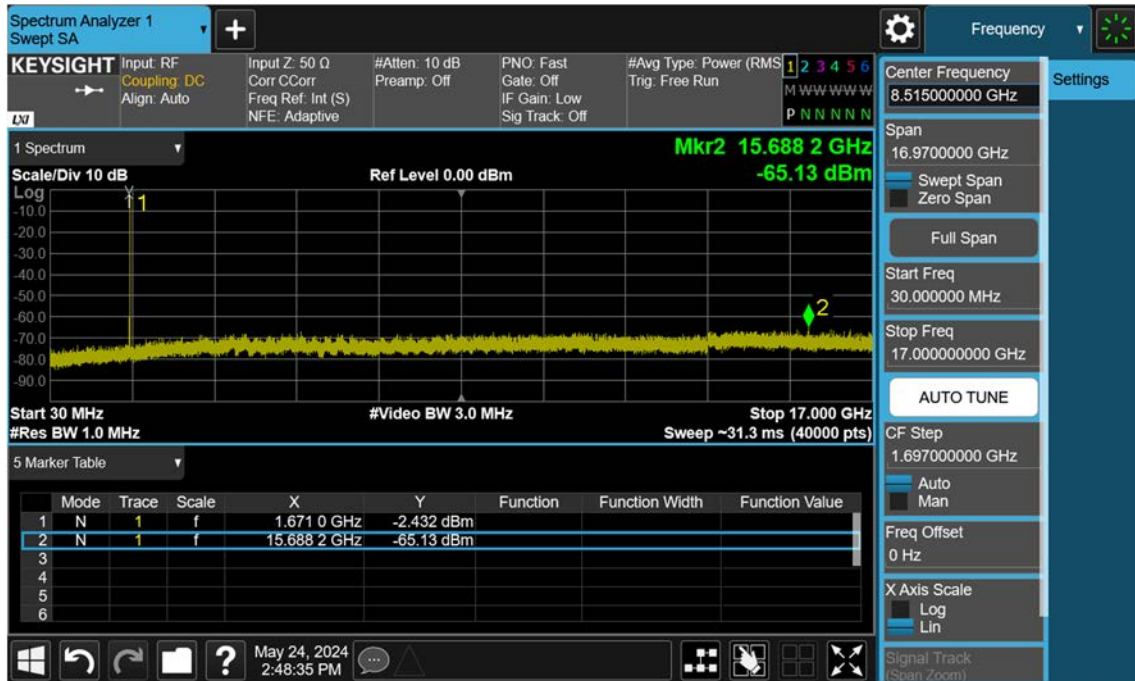 Spectrum Analyzer 1
Swept SA
+
Frequency
KEYSIGHT
LXI
Input: RF
Coupling: DC
Align: Auto
Input Z: 50 Ω
Corr CCorr
Freq Ref: Int (S)
NFE: Adaptive
#Atten: 10 dB
Preamp: Off
PNO: Fast
Gate: Off
IF Gain: Low
Sig Track: Off
#Avg Type: Power (RMS
Trig: Free Run
1 2 3 4 5 6
M W W W W W
P N N N N N
1 Spectrum
Mkr2 15.688 2 GHz
-65.13 dBm
Scale/Div 10 dB
Ref Level 0.00 dBm
Log
-10.0
-20.0
-30.0
-40.0
-50.0
-60.0
-70.0
-80.0
-90.0
1
2
Start 30 MHz
#Video BW 3.0 MHz
Stop 17.000 GHz
#Res BW 1.0 MHz
Sweep ~31.3 ms (40000 pts)
5 Marker Table
Mode Trace Scale X Y Function Function Width Function Value
1 N 1 f 1.671 0 GHz -2.432 dBm
2 N 1 f 15.688 2 GHz -65.13 dBm
3
4
5
6
Center Frequency
8.515000000 GHz
Settings
Span
16.9700000 GHz
Swept Span
Zero Span
Full Span
Start Freq
30.000000 MHz
Stop Freq
17.000000000 GHz
AUTO TUNE
CF Step
1.697000000 GHz
Auto
Man
Freq Offset
0 Hz
X Axis Scale
Log
Lin
Signal Track
(Span Zoom)
?
May 24, 2024
2:48:35 PM